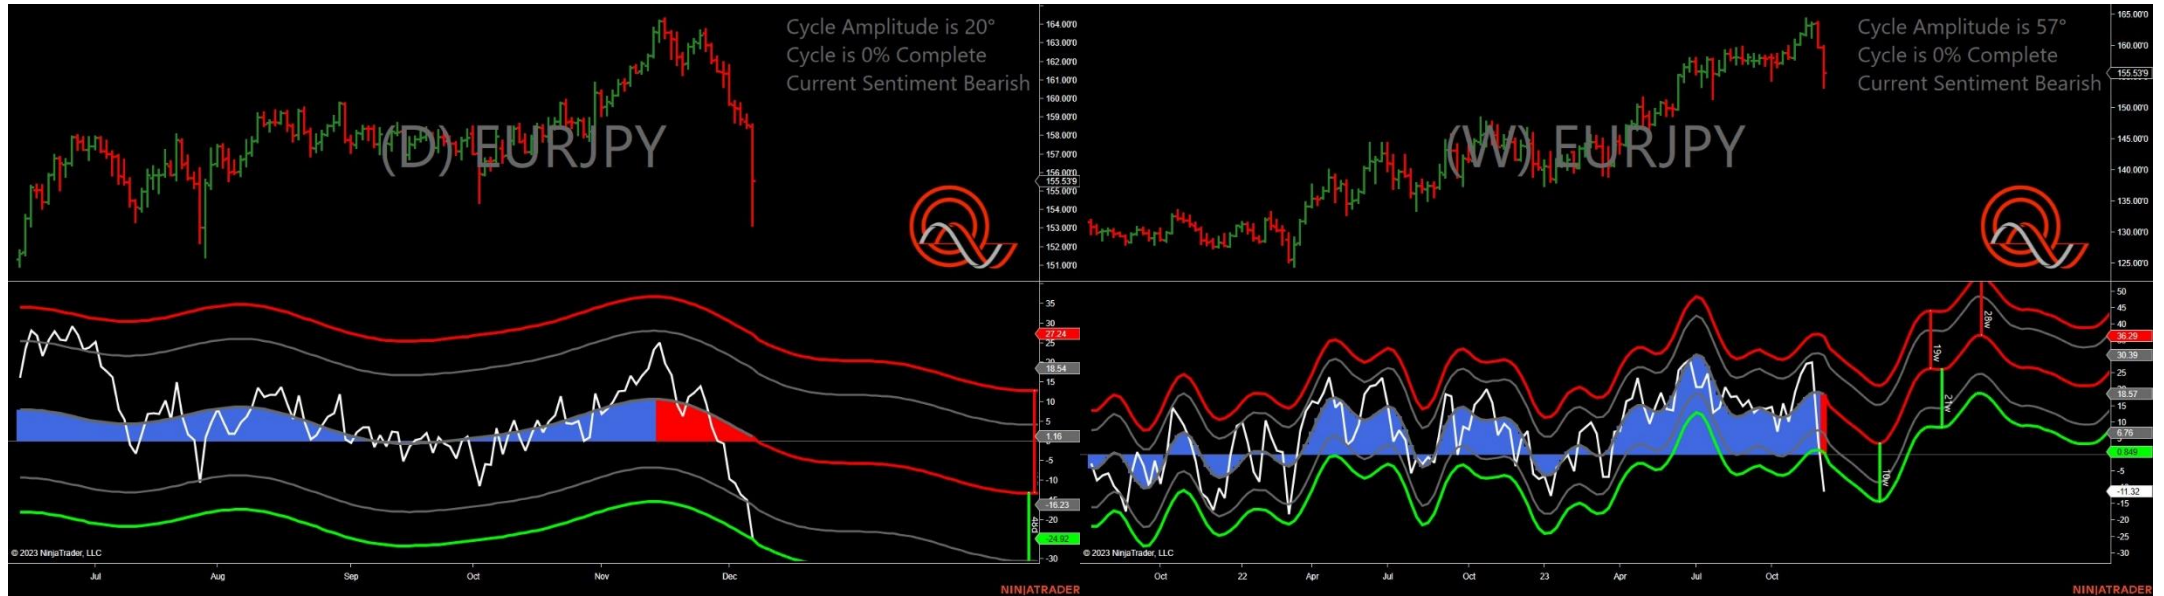 Cycle Amplitude is 20°
Cycle is 0% Complete
Current Sentiment Bearish
(D) EURJPY
164.00'0
163.00'0
162.00'0
161.00'0
160.00'0
159.00'0
158.00'0
157.00'0
156.00'0
155.53'9
155.00'0
154.00'0
153.00'0
152.00'0
151.00'0
35
30
27.24
25
18.54
15
10
5
1.16
-5
-10
-16.23
-20
-24.92
-30
© 2023 NinjaTrader, LLC
Jul
Aug
Sep
Oct
Nov
Dec
NINJATRADER
Cycle Amplitude is 57°
Cycle is 0% Complete
Current Sentiment Bearish
(W) EURJPY
165.00'0
160.00'0
155.53'9
150.00'0
145.00'0
140.00'0
135.00'0
130.00'0
125.00'0
19w
28w
21w
10w
50
45
40
36.29
30.39
25
18.57
15
10
6.76
0.849
-5
-11.32
-15
-20
-25
-30
© 2023 NinjaTrader, LLC
Oct
22
Apr
Jul
Oct
23
Apr
Jul
Oct
NINJATRADER